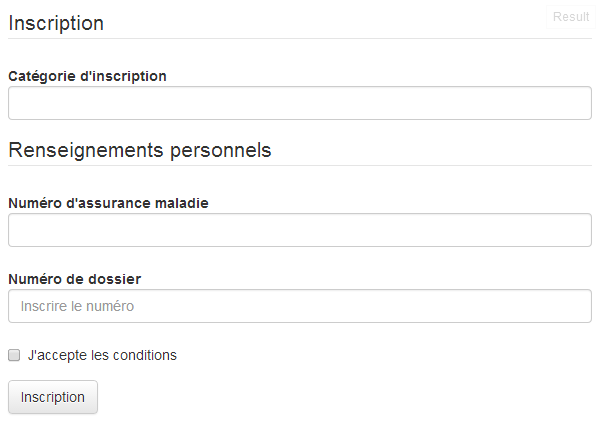 Inscription
Result
Catégorie d'inscription
Renseignements personnels
Numéro d'assurance maladie
Numéro de dossier
Inscrire le numéro
J'accepte les conditions
Inscription